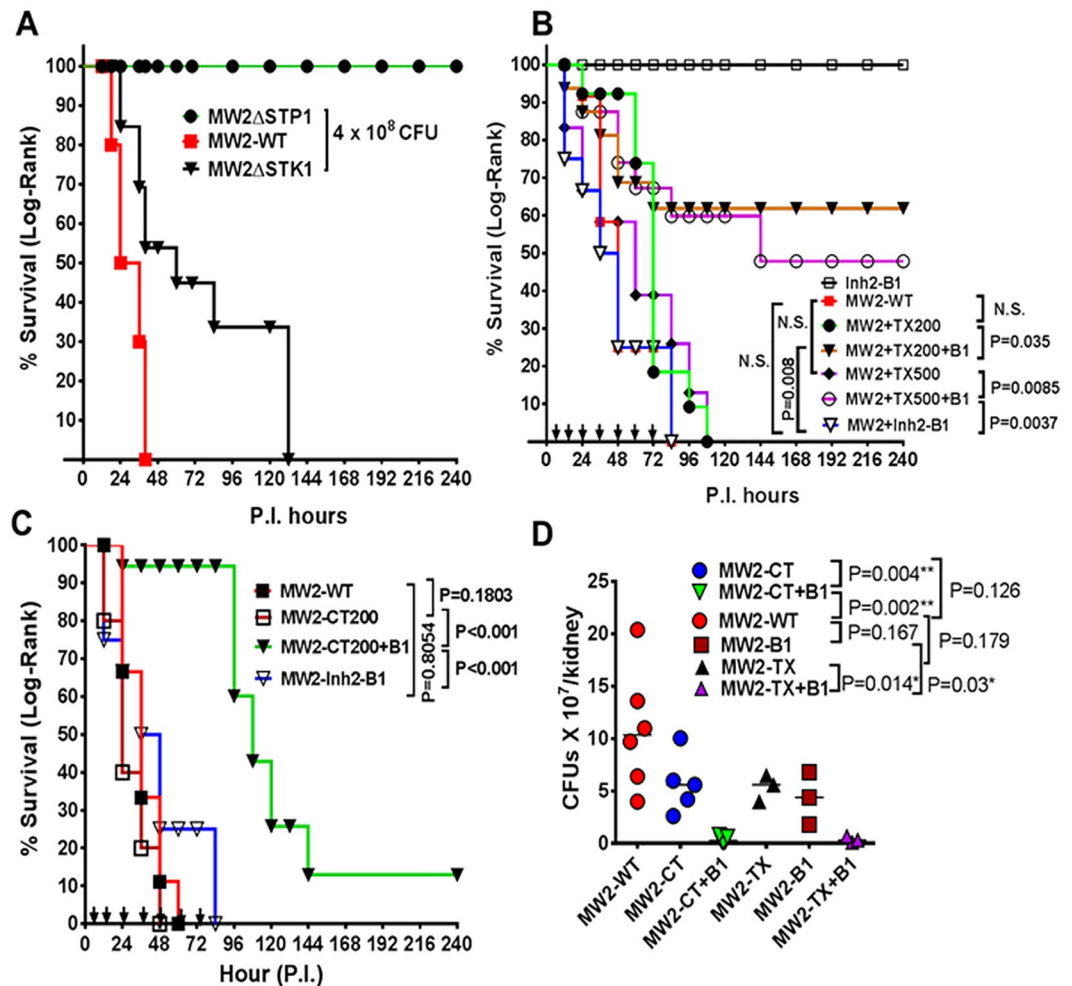 A
% Survival (Log-Rank)
100
90
80
70
60
50
40
30
20
10
0 24 48 72 96 120 144 168 192 216 240
P.I. hours
MW2ΔSTP1
MW2-WT
MW2ΔSTK1
4 x 10⁸ CFU
B
% Survival (Log-Rank)
100
90
80
70
60
50
40
30
20
10
0 24 48 72 96 120 144 168 192 216 240
P.I. hours
Inh2-B1
MW2-WT
MW2+TX200
MW2+TX200+B1
MW2+TX500
MW2+TX500+B1
MW2+Inh2-B1
N.S.
N.S.
P=0.008
N.S.
P=0.035
P=0.0085
P=0.0037
C
% Survival (Log-Rank)
100
90
80
70
60
50
40
30
20
10
0
0 24 48 72 96 120 144 168 192 216 240
Hour (P.I.)
MW2-WT
MW2-CT200
MW2-CT200+B1
MW2-Inh2-B1
P=0.8054
P=0.1803
P<0.001
P<0.001
D
CFUs X 10⁷/kidney
25
20
15
10
5
0
MW2-CT
MW2-CT+B1
MW2-WT
MW2-B1
MW2-TX
MW2-TX+B1
P=0.004**
P=0.002**
P=0.167
P=0.014*
P=0.126
P=0.179
P=0.03*
MW2-WT
MW2-CT
MW2-CT+B1
MW2-TX
MW2-B1
MW2-TX+B1